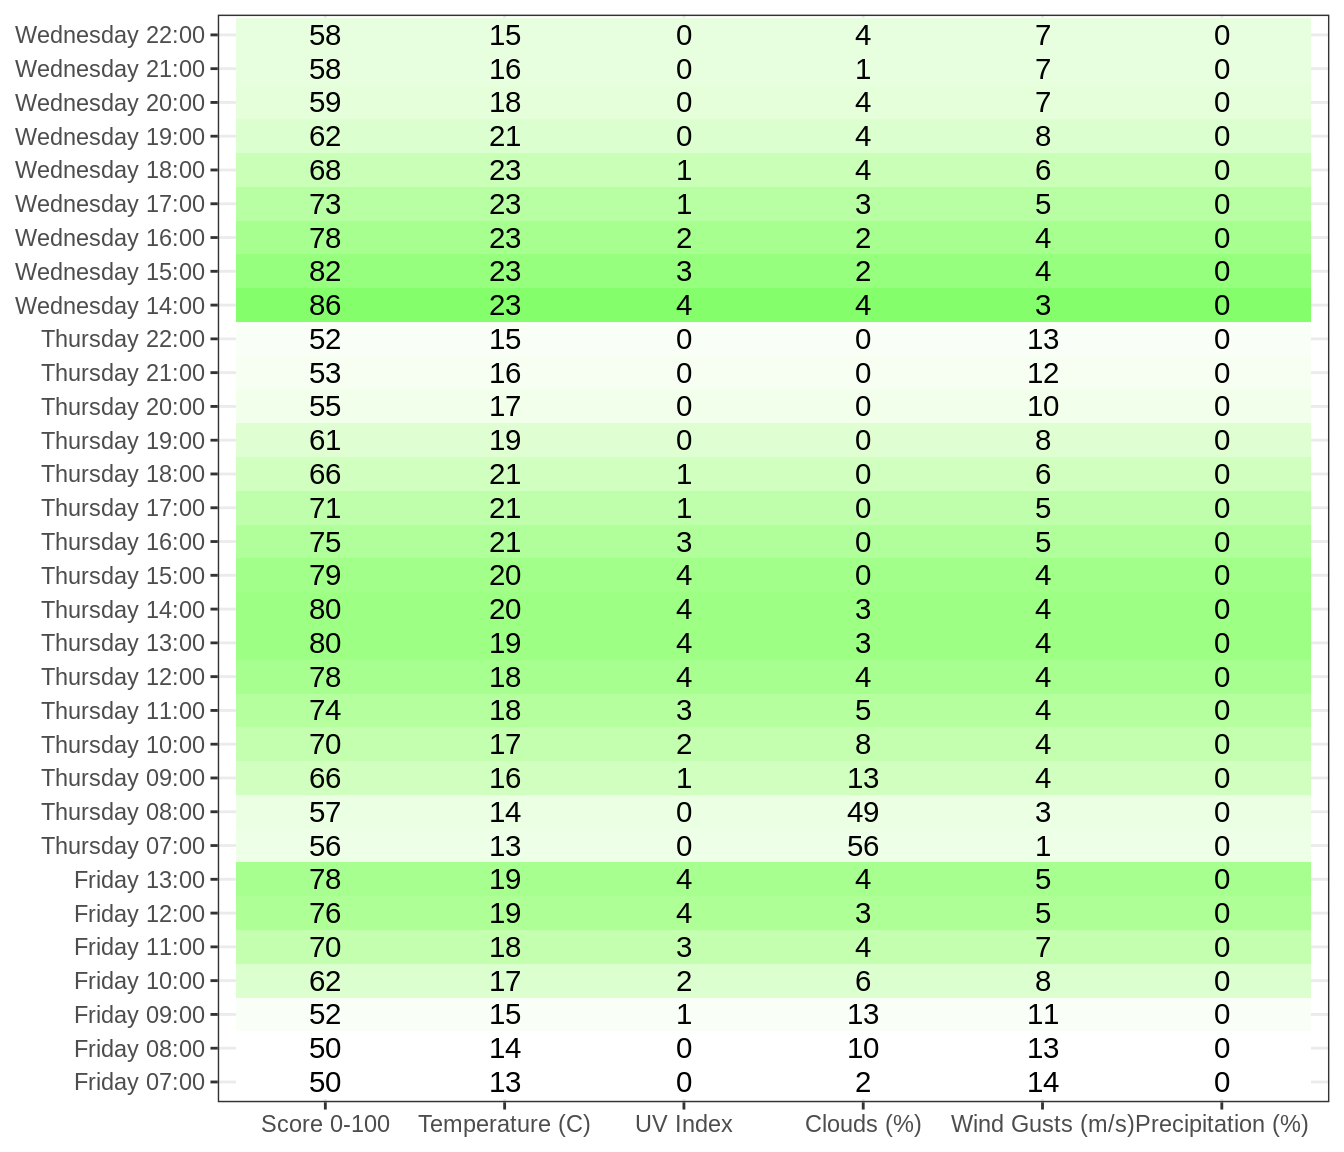 Wednesday 22:00 58 15 0 4 7 0
Wednesday 21:00 58 16 0 1 7 0
Wednesday 20:00 59 18 0 4 7 0
Wednesday 19:00 62 21 0 4 8 0
Wednesday 18:00 68 23 1 4 6 0
Wednesday 17:00 73 23 1 3 5 0
Wednesday 16:00 78 23 2 2 4 0
Wednesday 15:00 82 23 3 2 4 0
Wednesday 14:00 86 23 4 4 3 0
Thursday 22:00 52 15 0 0 13 0
Thursday 21:00 53 16 0 0 12 0
Thursday 20:00 55 17 0 0 10 0
Thursday 19:00 61 19 0 0 8 0
Thursday 18:00 66 21 1 0 6 0
Thursday 17:00 71 21 1 0 5 0
Thursday 16:00 75 21 3 0 5 0
Thursday 15:00 79 20 4 0 4 0
Thursday 14:00 80 20 4 3 4 0
Thursday 13:00 80 19 4 3 4 0
Thursday 12:00 78 18 4 4 4 0
Thursday 11:00 74 18 3 5 4 0
Thursday 10:00 70 17 2 8 4 0
Thursday 09:00 66 16 1 13 4 0
Thursday 08:00 57 14 0 49 3 0
Thursday 07:00 56 13 0 56 1 0
Friday 13:00 78 19 4 4 5 0
Friday 12:00 76 19 4 3 5 0
Friday 11:00 70 18 3 4 7 0
Friday 10:00 62 17 2 6 8 0
Friday 09:00 52 15 1 13 11 0
Friday 08:00 50 14 0 10 13 0
Friday 07:00 50 13 0 2 14 0
Score 0-100 Temperature (C) UV Index Clouds (%) Wind Gusts (m/s) Precipitation (%)